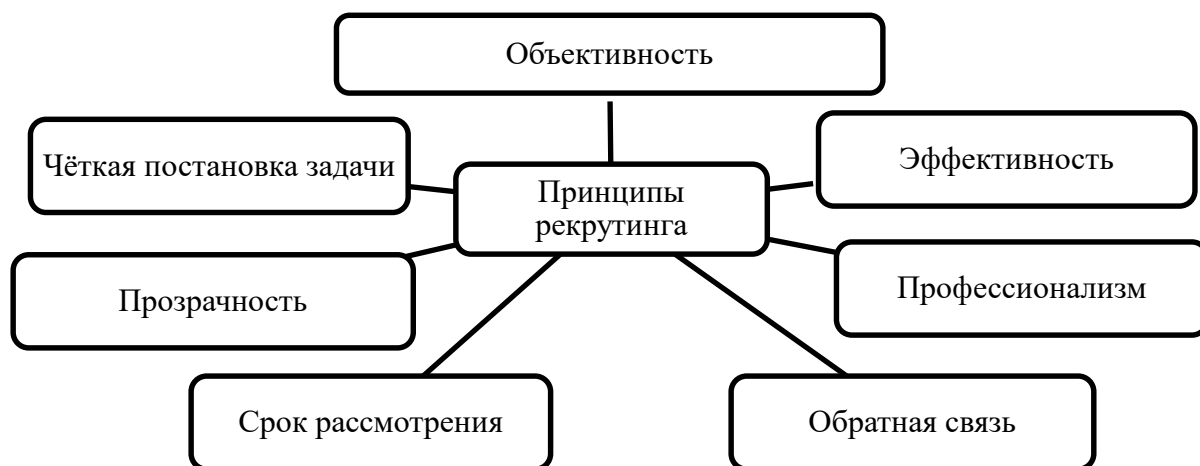 Объективность
Чёткая постановка задачи
Эффективность
Принципы
рекрутинга
Прозрачность
Профессионализм
Срок рассмотрения
Обратная связь